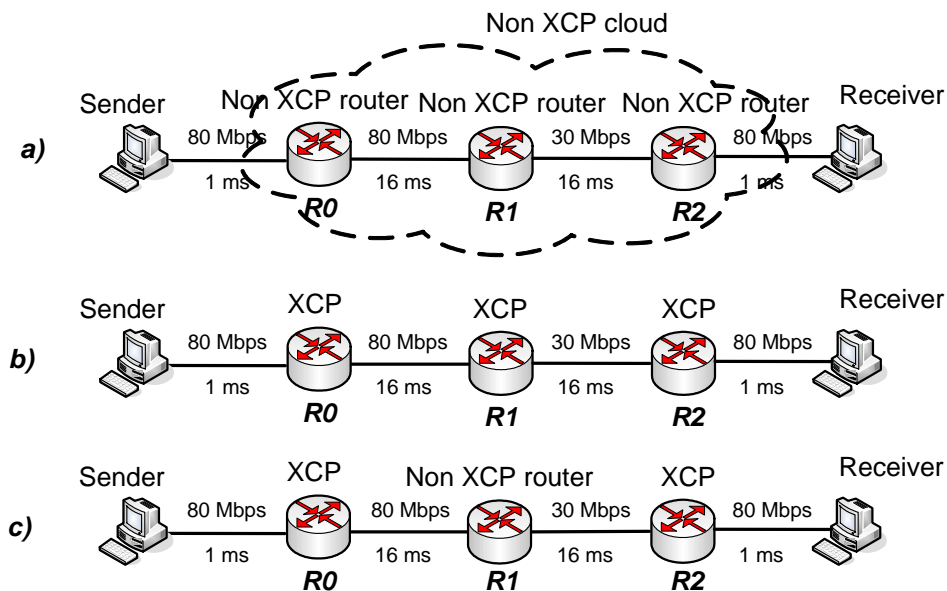 Non XCP cloud
Sender Non XCP router Non XCP router Non XCP router Receiver
a) 80 Mbps 80 Mbps 30 Mbps 80 Mbps
1 ms 16 ms 16 ms 1 ms
R0 R1 R2
Sender XCP XCP XCP Receiver
b) 80 Mbps 80 Mbps 30 Mbps 80 Mbps
1 ms 16 ms 16 ms 1 ms
R0 R1 R2
Sender XCP Non XCP router XCP Receiver
c) 80 Mbps 80 Mbps 30 Mbps 80 Mbps
1 ms 16 ms 16 ms 1 ms
R0 R1 R2